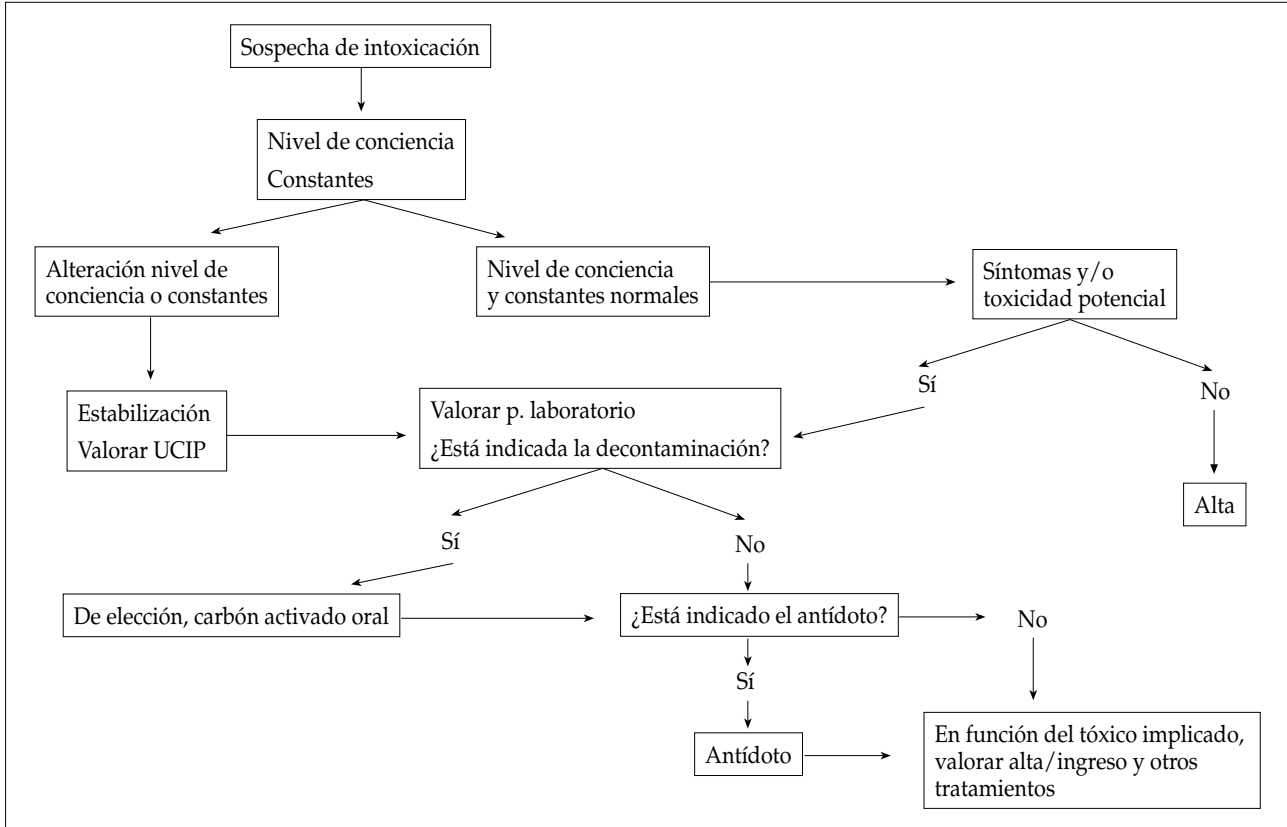 Sospecha de intoxicación
Nivel de conciencia
Constantes
Alteración nivel de
conciencia o constantes
Nivel de conciencia
y constantes normales
Síntomas y/o
toxicidad potencial
Sí
No
Estabilización
Valorar UCIP
Valorar p. laboratorio
¿Está indicada la decontaminación?
Alta
Sí
No
De elección, carbón activado oral
¿Está indicado el antídoto?
No
Sí
Antídoto
En función del tóxico implicado,
valorar alta/ingreso y otros
tratamientos